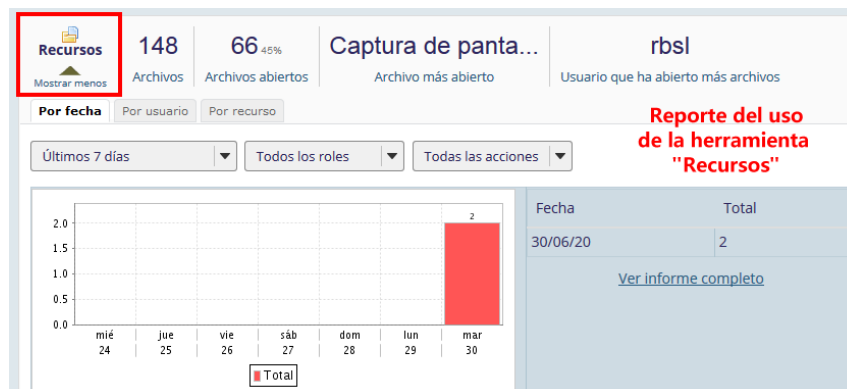 Recursos
Mostrar menos
148
Archivos
66 45%
Archivos abiertos
Captura de panta...
Archivo más abierto
rbsl
Usuario que ha abierto más archivos
Por fecha
Por usuario
Por recurso
Reporte del uso
de la herramienta
"Recursos"
Últimos 7 días
Todos los roles
Todas las acciones
2.0
1.5
1.0
0.5
0.0
2
mié jue vie sáb dom lun mar
24 25 26 27 28 29 30
Total
Fecha Total
30/06/20 2
Ver informe completo